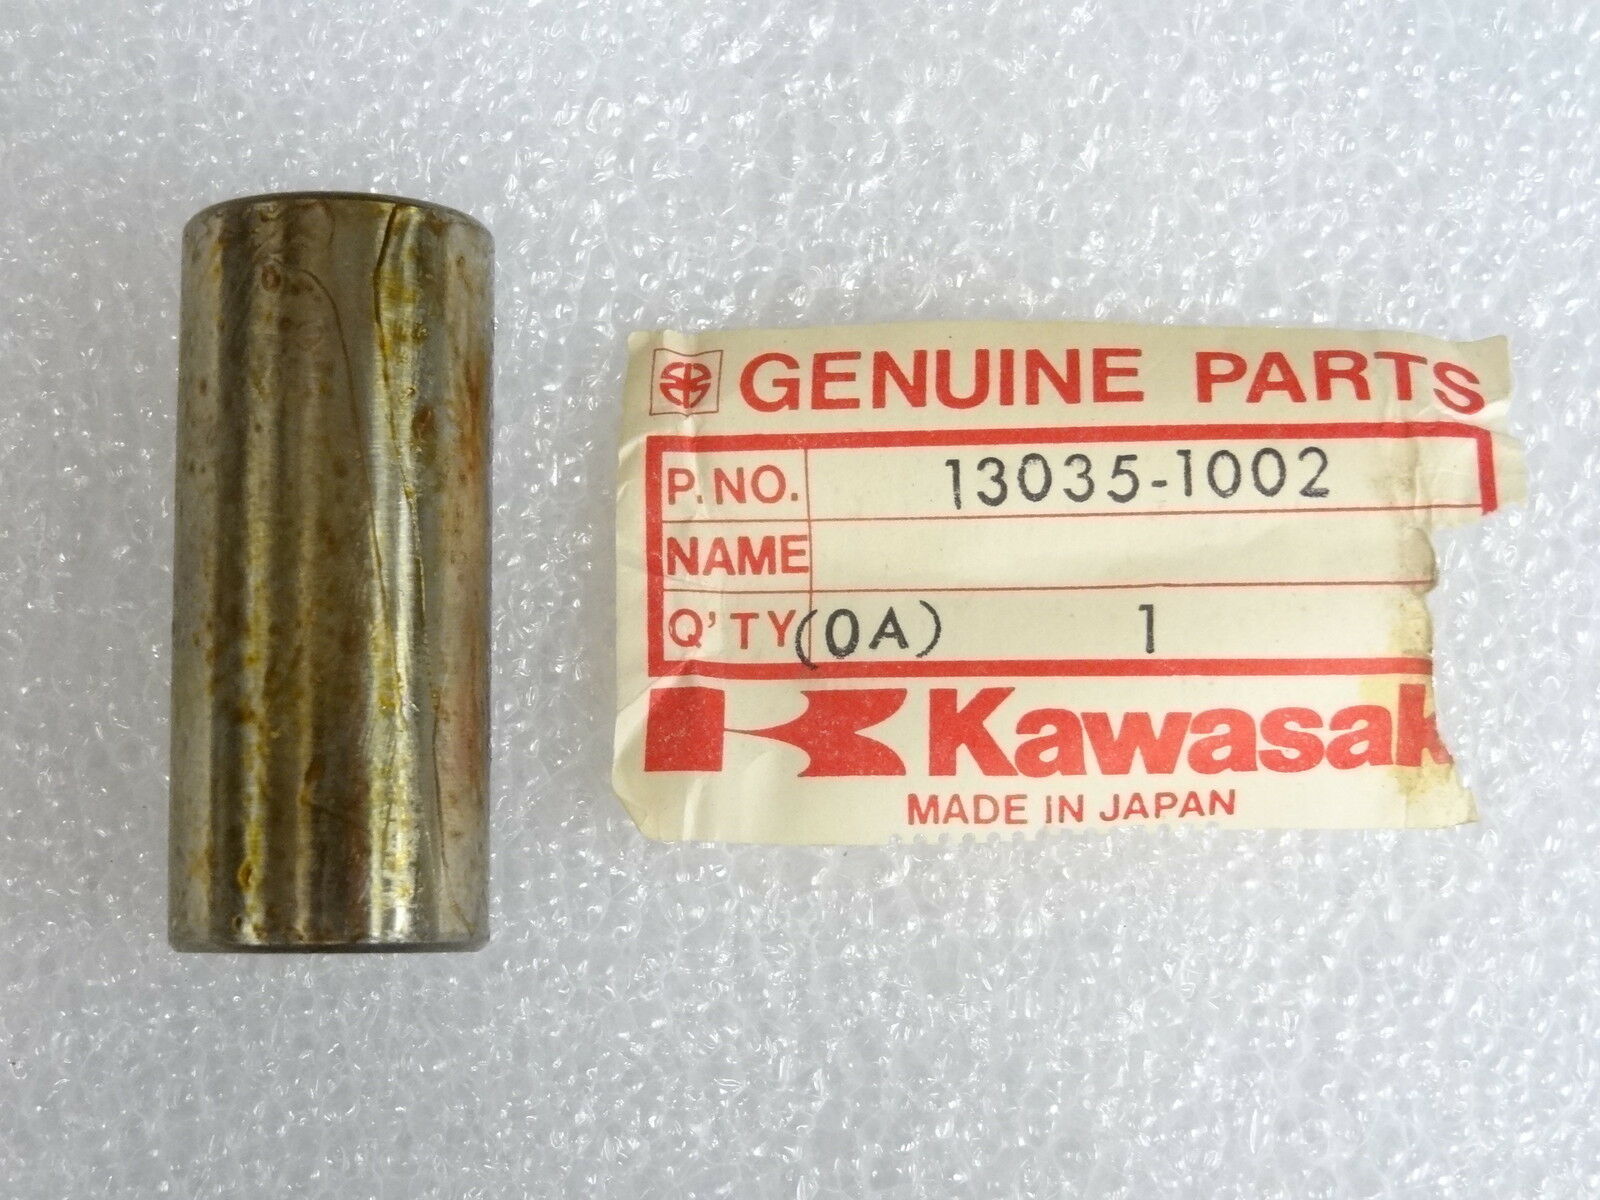 GENUINE PARTS
P. NO. 13035-1002
NAME
Q'TY (0A) 1
Kawasak
MADE IN JAPAN